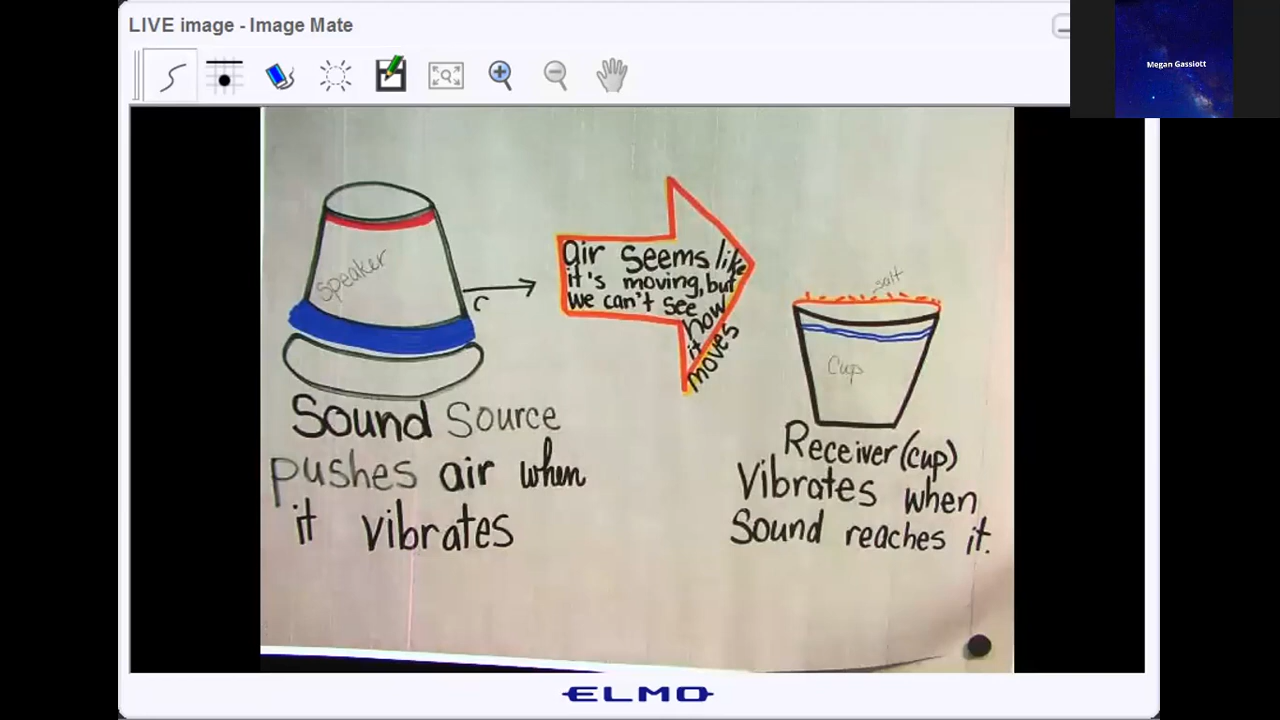 LIVE image - Image Mate
Megan Gassiott
Speaker
air seems like
it's moving, but
we can't see
how
it
moves
salt
Cup
Sound Source
pushes air when
it vibrates
Receiver (cup)
Vibrates when
Sound reaches it.
ELMO